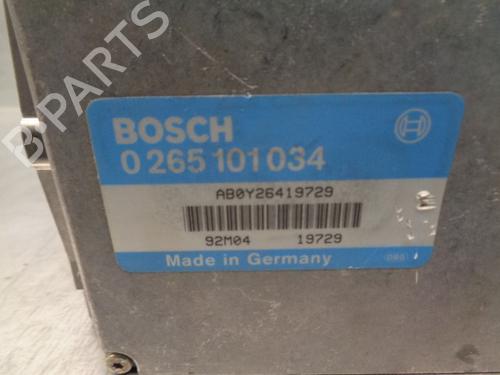 B PARTS
BOSCH
0 265 101 034
AB0Y26419729
92M04 19729
Made in Germany